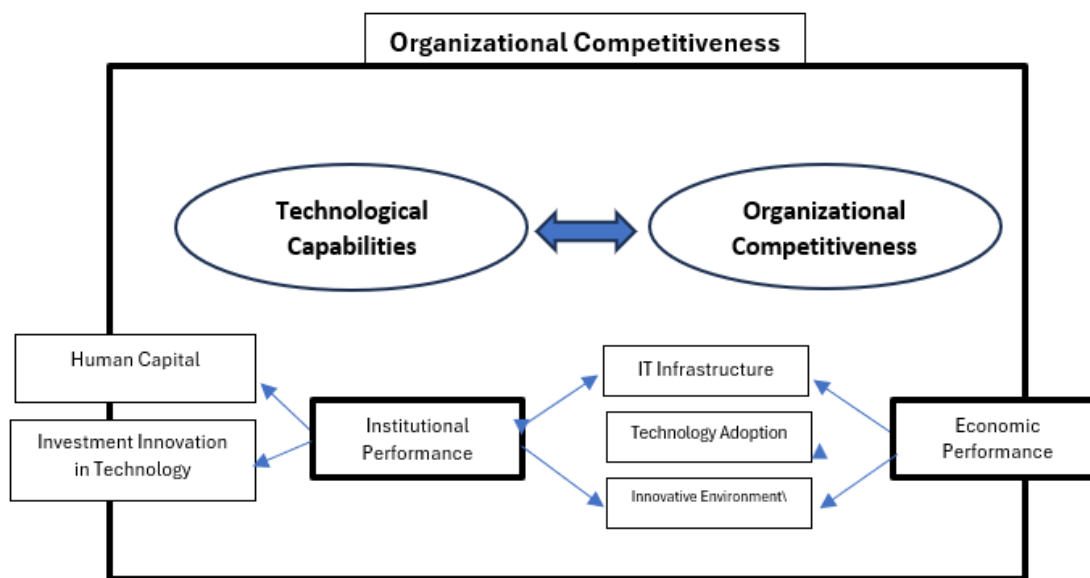 Organizational Competitiveness
Technological
Capabilities
Organizational
Competitiveness
Human Capital
Investment Innovation
in Technology
Institutional
Performance
IT Infrastructure
Technology Adoption
Innovative Environment\
Economic
Performance